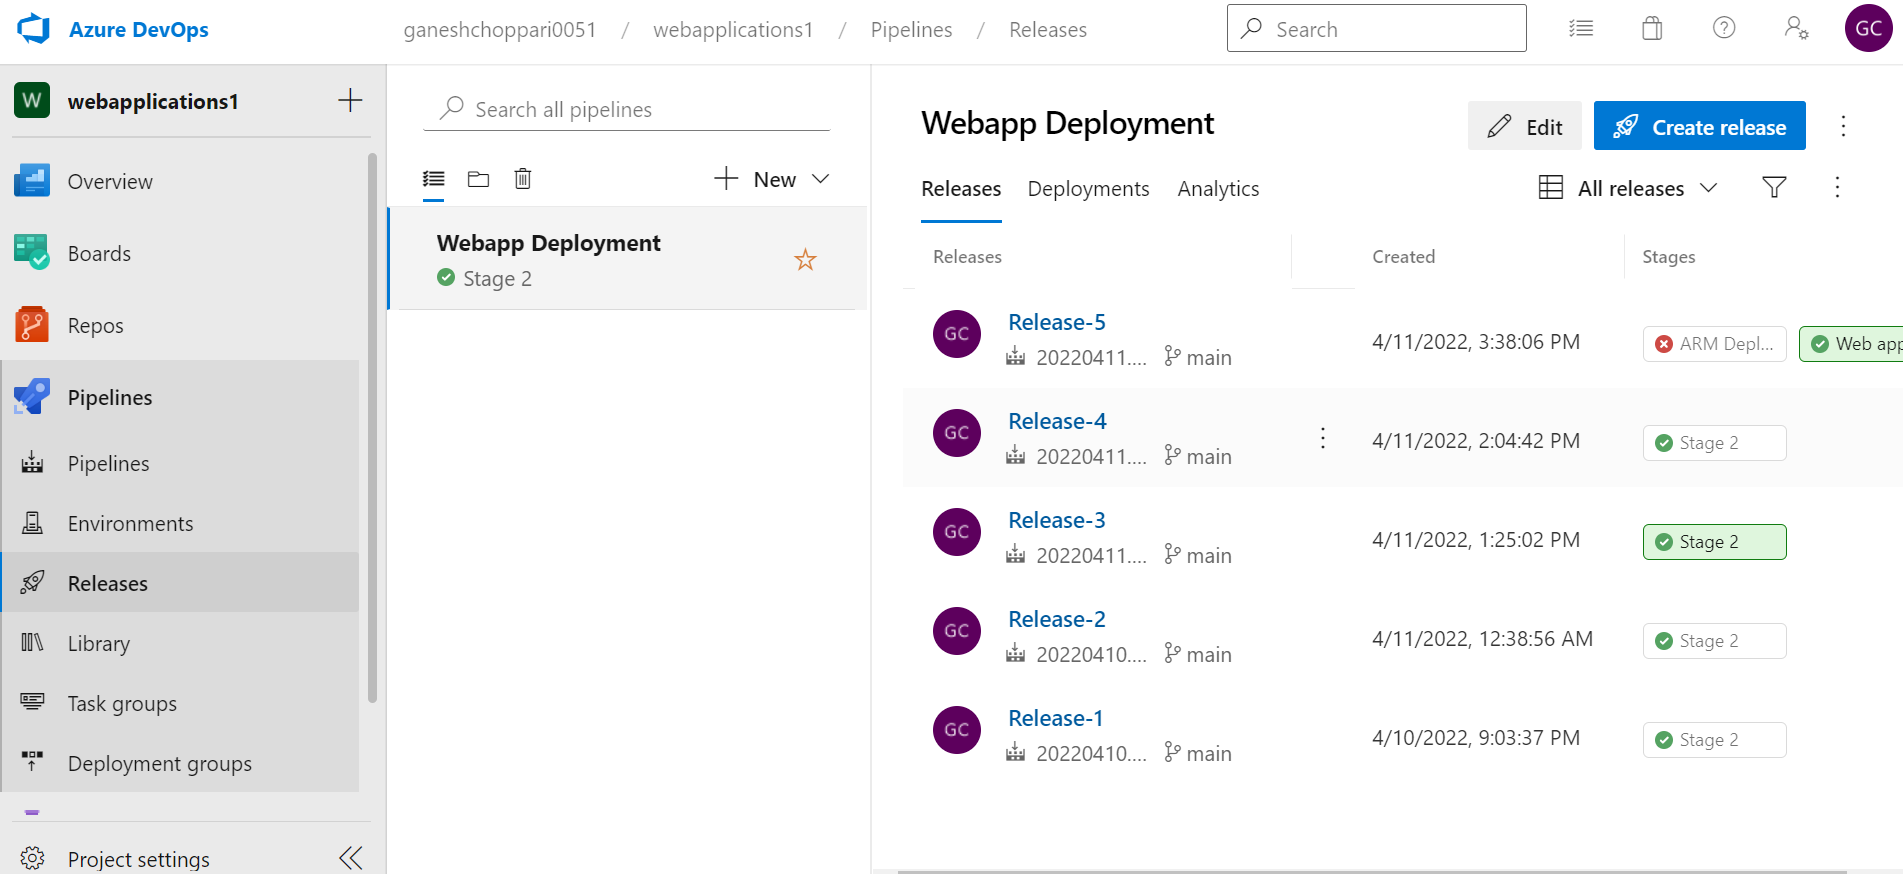 Azure DevOps
ganeshchoppari0051 / webapplications1 / Pipelines / Releases
Search
GC
W webapplications1
Overview
Boards
Repos
Pipelines
Pipelines
Environments
Releases
Library
Task groups
Deployment groups
Project settings
Search all pipelines
New
Webapp Deployment
Stage 2
Webapp Deployment
Edit
Create release
Releases Deployments Analytics
All releases
Releases Created Stages
GC Release-5
20220411.... main
4/11/2022, 3:38:06 PM
ARM Depl... Web app
GC Release-4
20220411.... main
4/11/2022, 2:04:42 PM
Stage 2
GC Release-3
20220411.... main
4/11/2022, 1:25:02 PM
Stage 2
GC Release-2
20220410.... main
4/11/2022, 12:38:56 AM
Stage 2
GC Release-1
20220410.... main
4/10/2022, 9:03:37 PM
Stage 2